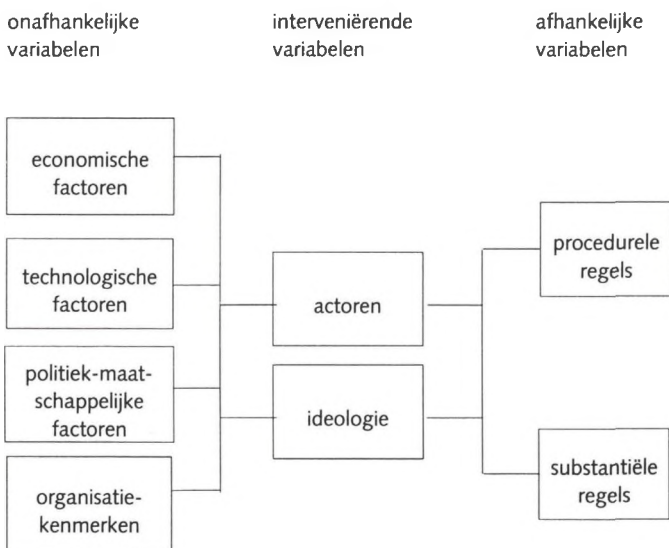 onafhankelijke
variabelen
interveniërende
variabelen
afhankelijke
variabelen
economische
factoren
technologische
factoren
politiek-maat-
schappelijke
factoren
organisatie-
kenmerken
actoren
ideologie
procedurele
regels
substantiële
regels